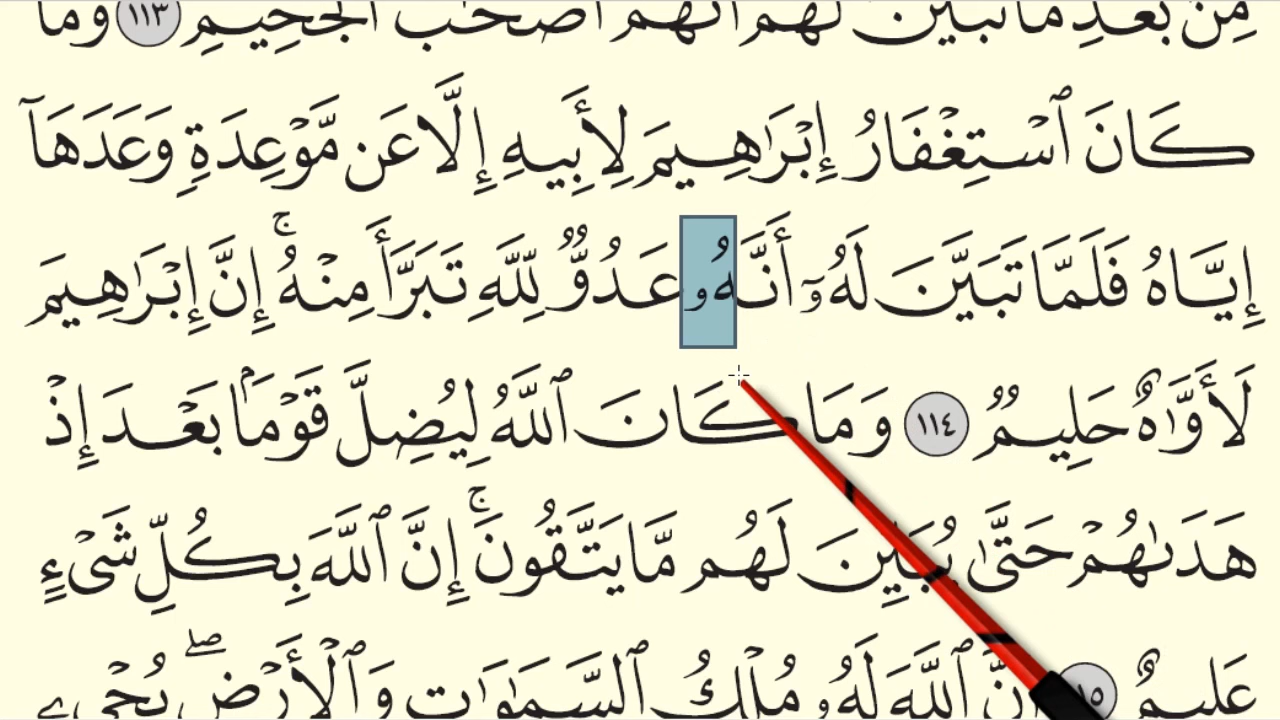 مِنۢ بَعۡدِ مَا تَبَيَّنَ لَهُمۡ أَنَّهُمۡ أَصۡحَٰبُ ٱلۡجَحِيمِ ١١٣ وَمَا
كَانَ ٱسۡتِغۡفَارُ إِبۡرَٰهِيمَ لِأَبِيهِ إِلَّا عَن مَّوۡعِدَةٖ وَعَدَهَآ
إِيَّاهُ فَلَمَّا تَبَيَّنَ لَهُۥٓ أَنَّهُۥ عَدُوّٞ لِّلَّهِ تَبَرَّأَ مِنۡهُۚ إِنَّ إِبۡرَٰهِيمَ
لَأَوَّٰهٌ حَلِيمٞ ١١٤ وَمَا كَانَ ٱللَّهُ لِيُضِلَّ قَوۡمَۢا بَعۡدَ إِذۡ
هَدَىٰهُمۡ حَتَّىٰ يُبَيِّنَ لَهُم مَّا يَتَّقُونَۚ إِنَّ ٱللَّهَ بِكُلِّ شَيۡءٍ
عَلِيمٌ ١١٥ إِنَّ ٱللَّهَ لَهُۥ مُلۡكُ ٱلسَّمَٰوَٰتِ وَٱلۡأَرۡضِۖ يُحۡيِۦ